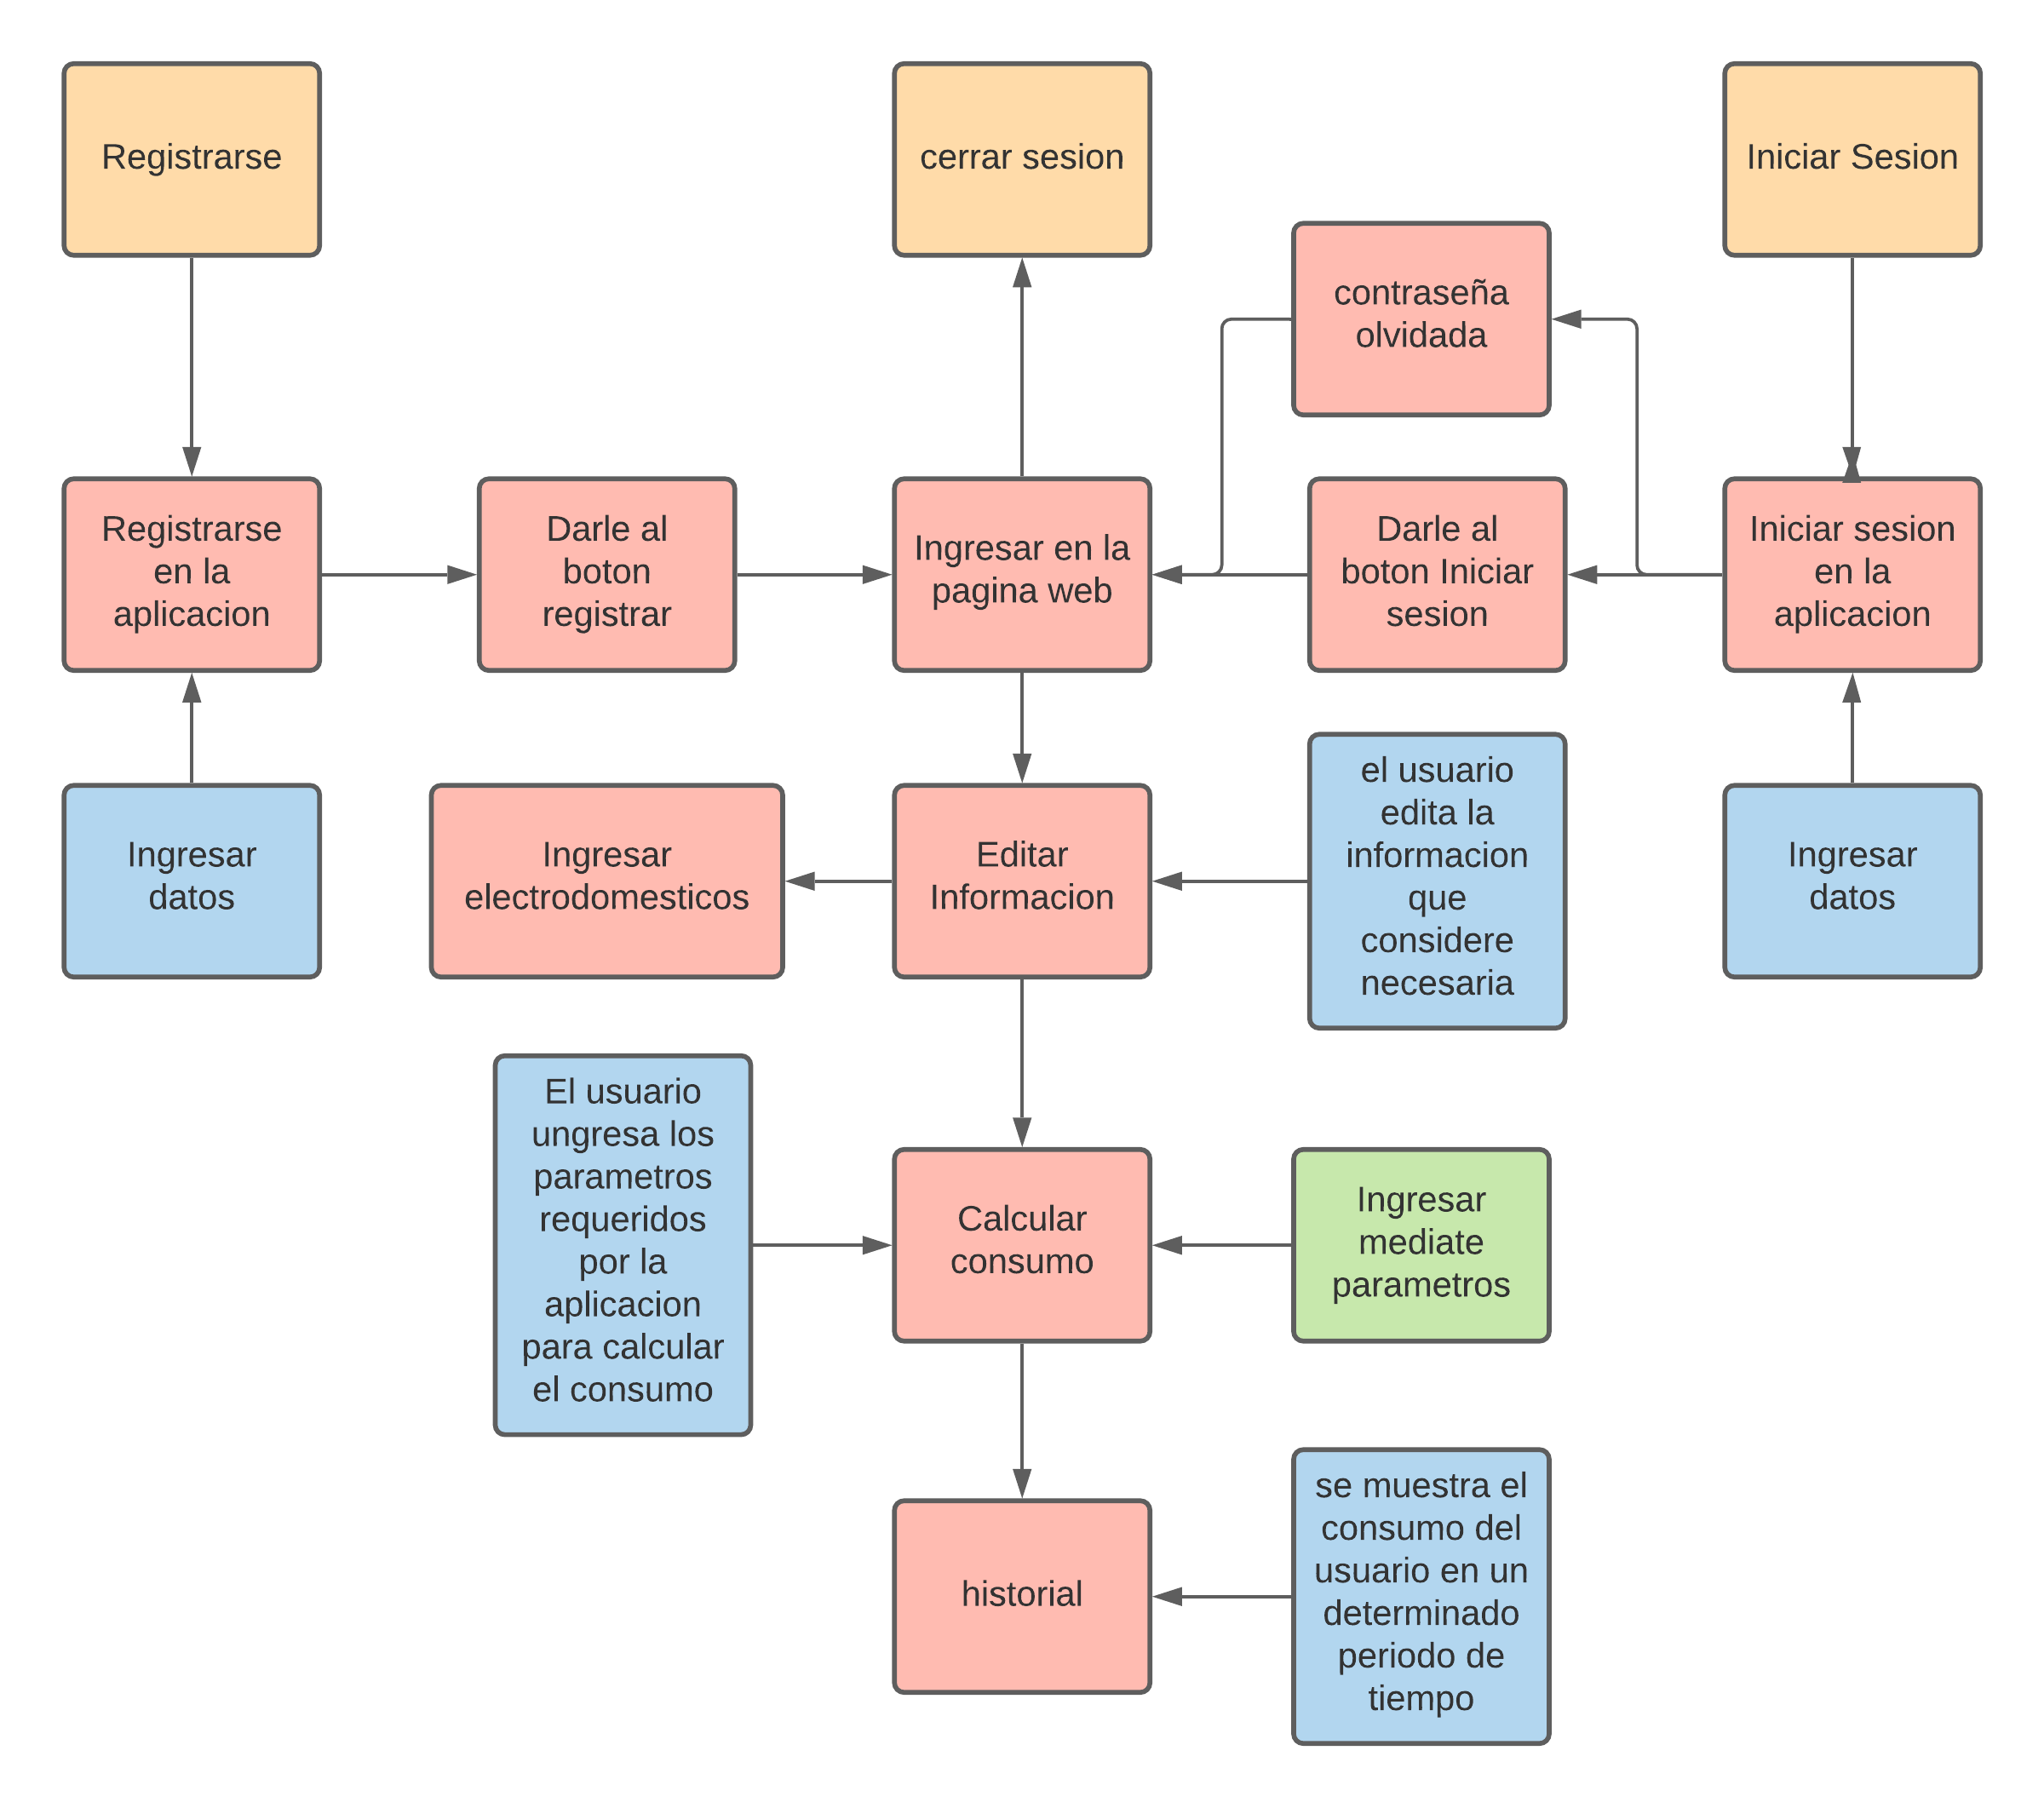 Registrarse
cerrar sesion
Iniciar Sesion
contraseña
olvidada
Registrarse
en la
aplicacion
Darle al
boton
registrar
Ingresar en la
pagina web
Darle al
boton Iniciar
sesion
Iniciar sesion
en la
aplicacion
Ingresar
datos
Ingresar
electrodomesticos
Editar
Informacion
el usuario
edita la
informacion
que
considere
necesaria
Ingresar
datos
El usuario
ungresa los
parametros
requeridos
por la
aplicacion
para calcular
el consumo
Calcular
consumo
Ingresar
mediate
parametros
historial
se muestra el
consumo del
usuario en un
determinado
periodo de
tiempo